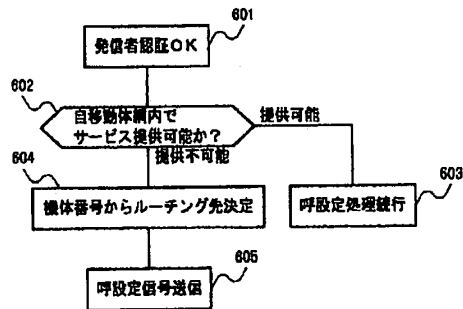 601
発信者認証OK
602
自移動体網内で
サービス提供可能か?
提供可能
提供不可能
604
機体番号からルーチング先決定
呼設定処理続行
603
605
呼設定信号送信